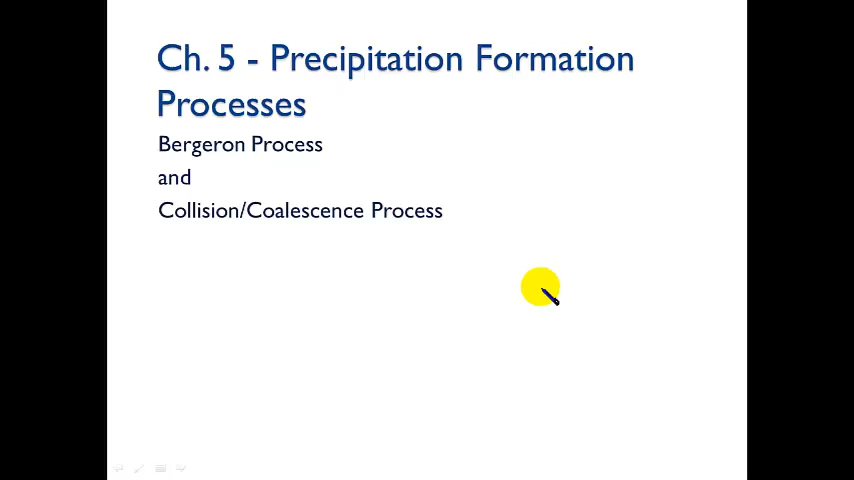 Ch. 5 - Precipitation Formation
Processes
Bergeron Process
and
Collision/Coalescence Process